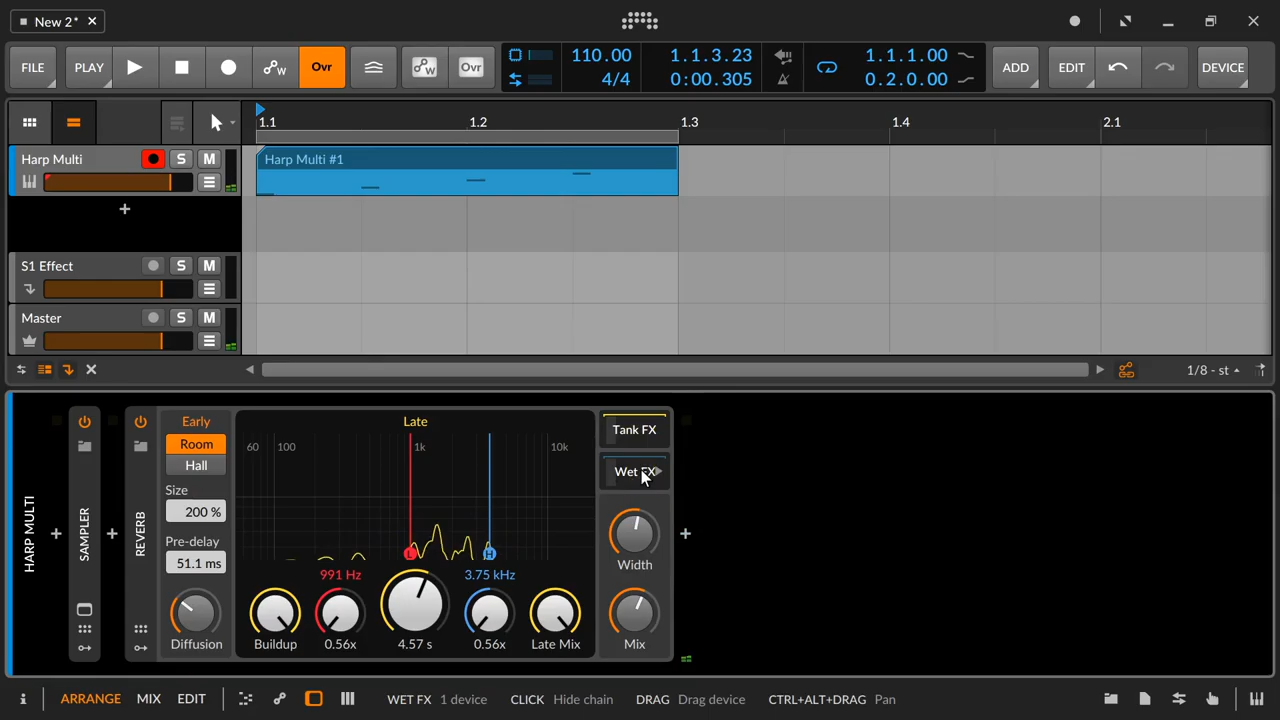 New 2*
FILE
PLAY
Ovr
Ovr
110.00
4/4
1.1.3.23
0:00.305
1.1.1.00
0.2.0.00
ADD
EDIT
DEVICE
1.1
1.2
1.3
1.4
2.1
Harp Multi
S
M
Harp Multi #1
S1 Effect
S
M
Master
S
M
1/8 - st
HARP MULTI
SAMPLER
REVERB
Early
Room
Hall
Size
200 %
Pre-delay
51.1 ms
Diffusion
Late
60
100
1k
10k
L
H
991 Hz
3.75 kHz
Buildup
0.56x
4.57 s
0.56x
Late Mix
Tank FX
Wet FX
Width
Mix
ARRANGE
MIX
EDIT
WET FX 1 device
CLICK Hide chain
DRAG Drag device
CTRL+ALT+DRAG Pan